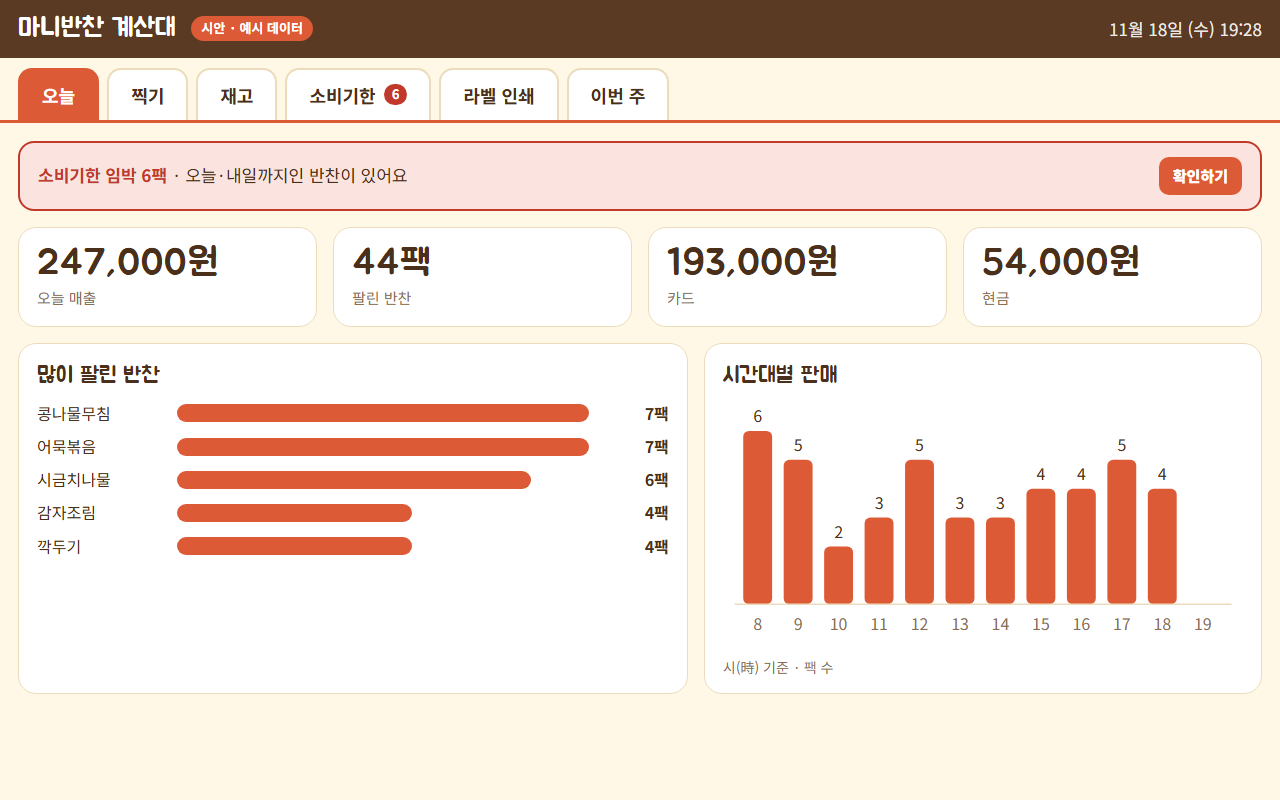 마니반찬 계산대 시안 · 예시 데이터 11월 18일 (수) 19:28
오늘 찍기 재고 소비기한 6 라벨 인쇄 이번 주
소비기한 임박 6팩 · 오늘·내일까지인 반찬이 있어요 확인하기
247,000원 44팩 193,000원 54,000원
오늘 매출 팔린 반찬 카드 현금
많이 팔린 반찬
콩나물무침 7팩
어묵볶음 7팩
시금치나물 6팩
감자조림 4팩
깍두기 4팩
시간대별 판매
6 5 2 3 5 3 3 4 4 5 4
8 9 10 11 12 13 14 15 16 17 18 19
시(時) 기준 · 팩 수